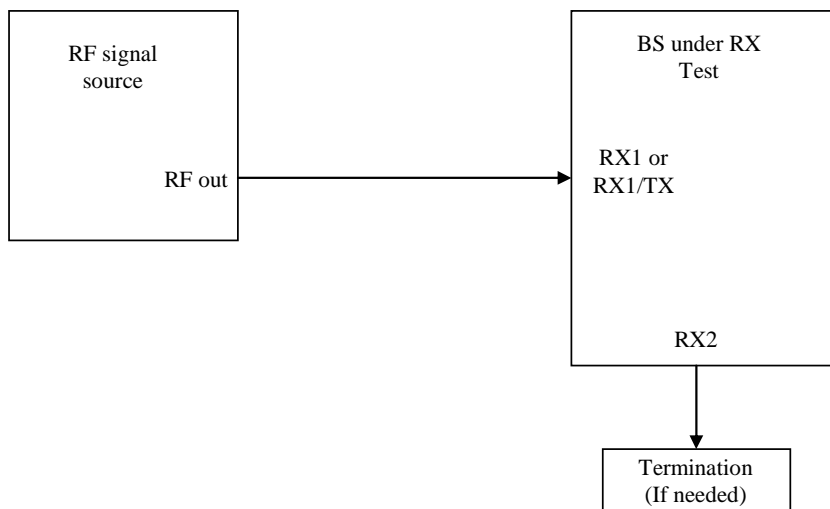 RF signal
source
RF out
BS under RX
Test
RX1 or
RX1/TX
RX2
Termination
(If needed)